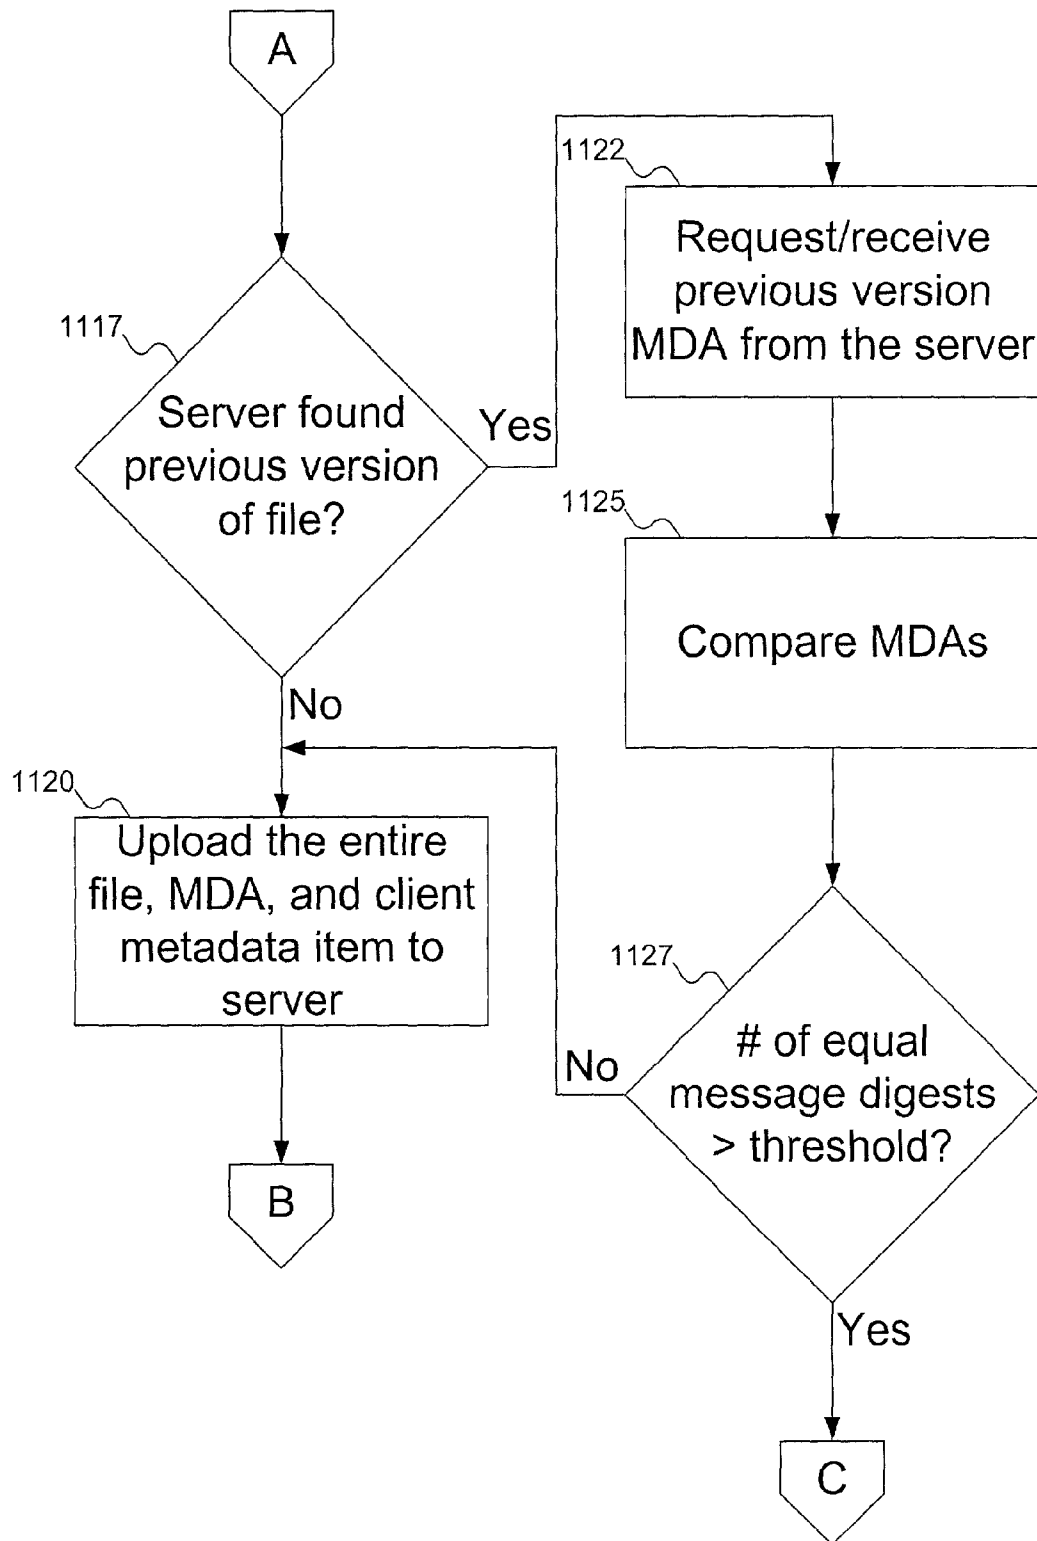 A
1117
Server found
previous version
of file?
Yes
No
1120
Upload the entire
file, MDA, and client
metadata item to
server
B
1122
Request/receive
previous version
MDA from the server
1125
Compare MDAs
1127
# of equal
message digests
> threshold?
No
Yes
C